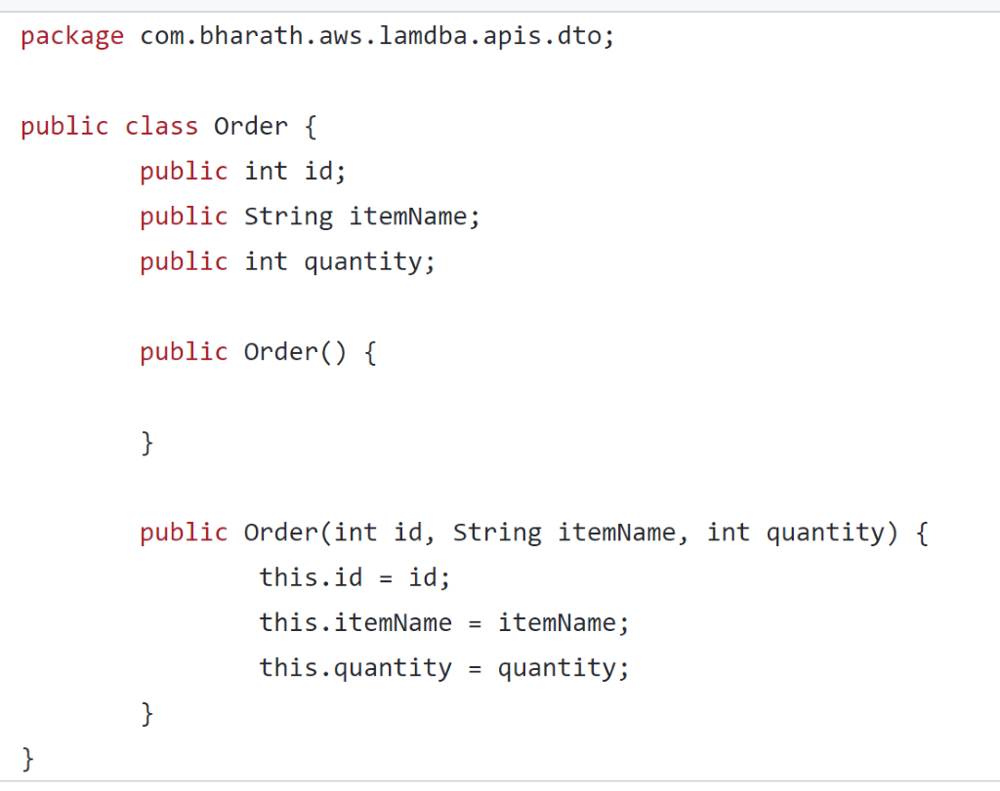 package com.bharath.aws.lamdba.apis.dto;
public class Order {
public int id;
public String itemName;
public int quantity;
public Order() {
}
public Order(int id, String itemName, int quantity) {
this.id = id;
this.itemName = itemName;
this.quantity = quantity;
}
}